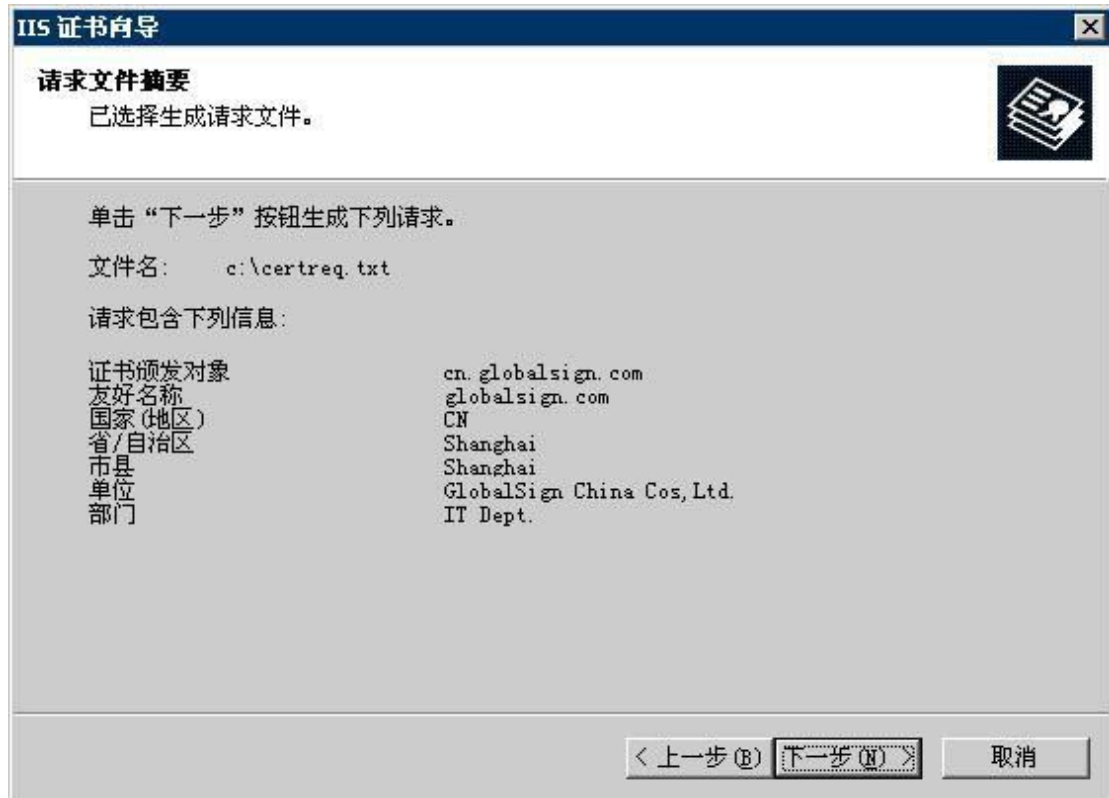 IIS 证书向导
请求文件摘要
已选择生成请求文件。
单击“下一步”按钮生成下列请求。
文件名: c:\certreq.txt
请求包含下列信息:
证书颁发对象 cn.globalsign.com
友好名称 globalsign.com
国家(地区) CN
省/自治区 Shanghai
市县 Shanghai
单位 GlobalSign China Cos,Ltd.
部门 IT Dept.
< 上一步(B) 下一步(N) > 取消